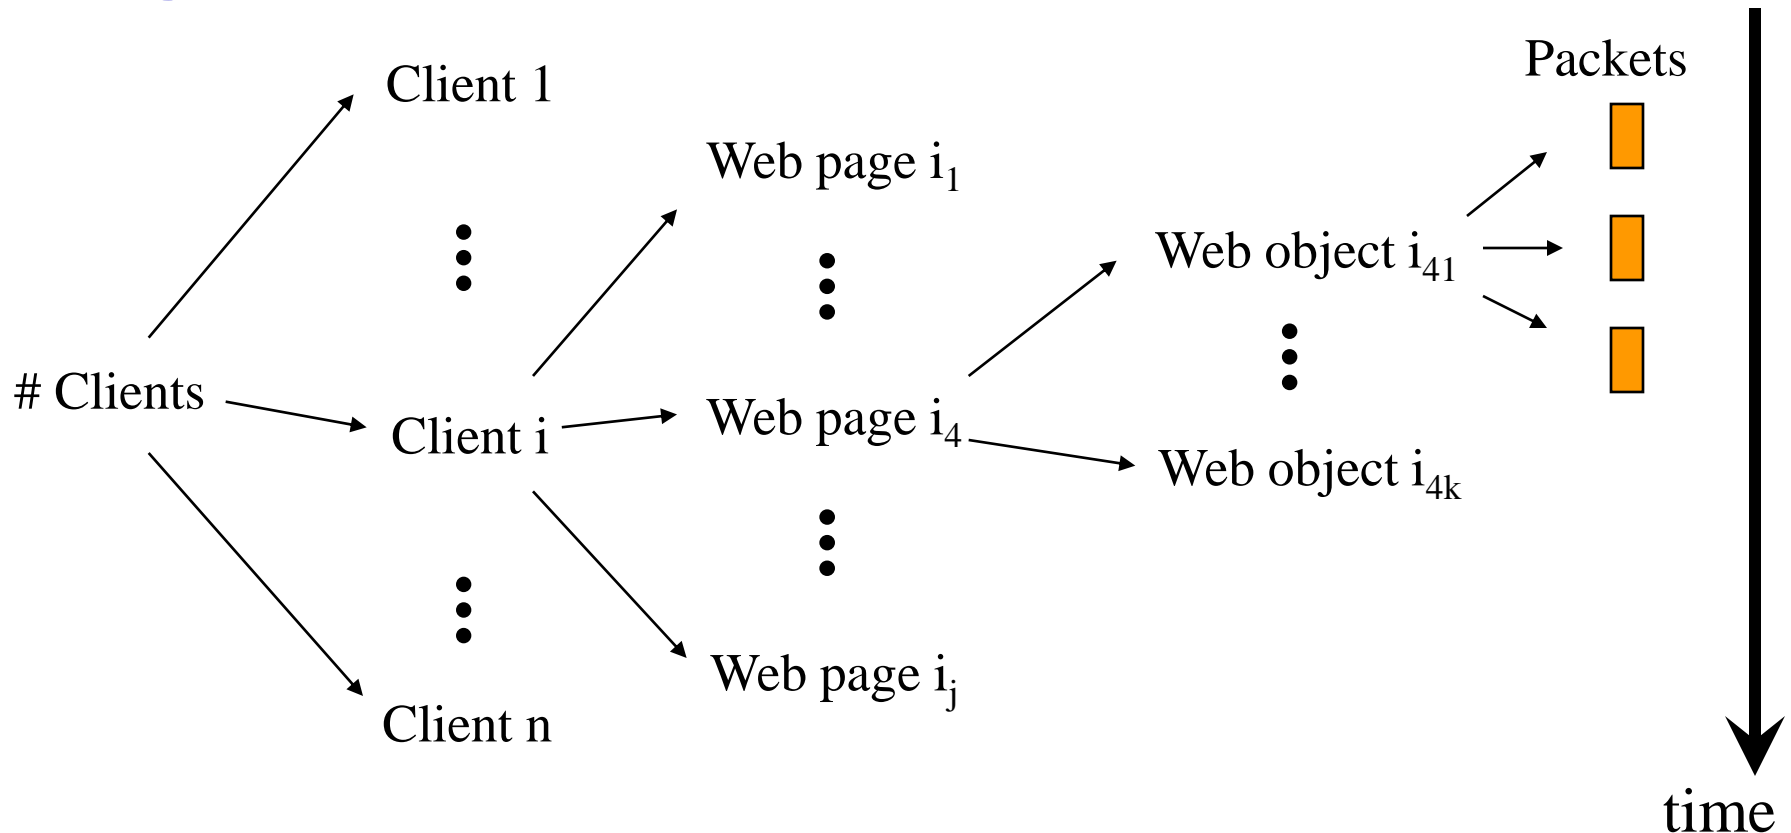 Packets
Client 1
Web page i₁
Web object i₄₁
# Clients
Client i
Web page i₄
Web object i₄ₖ
Web page iⱼ
Client n
time